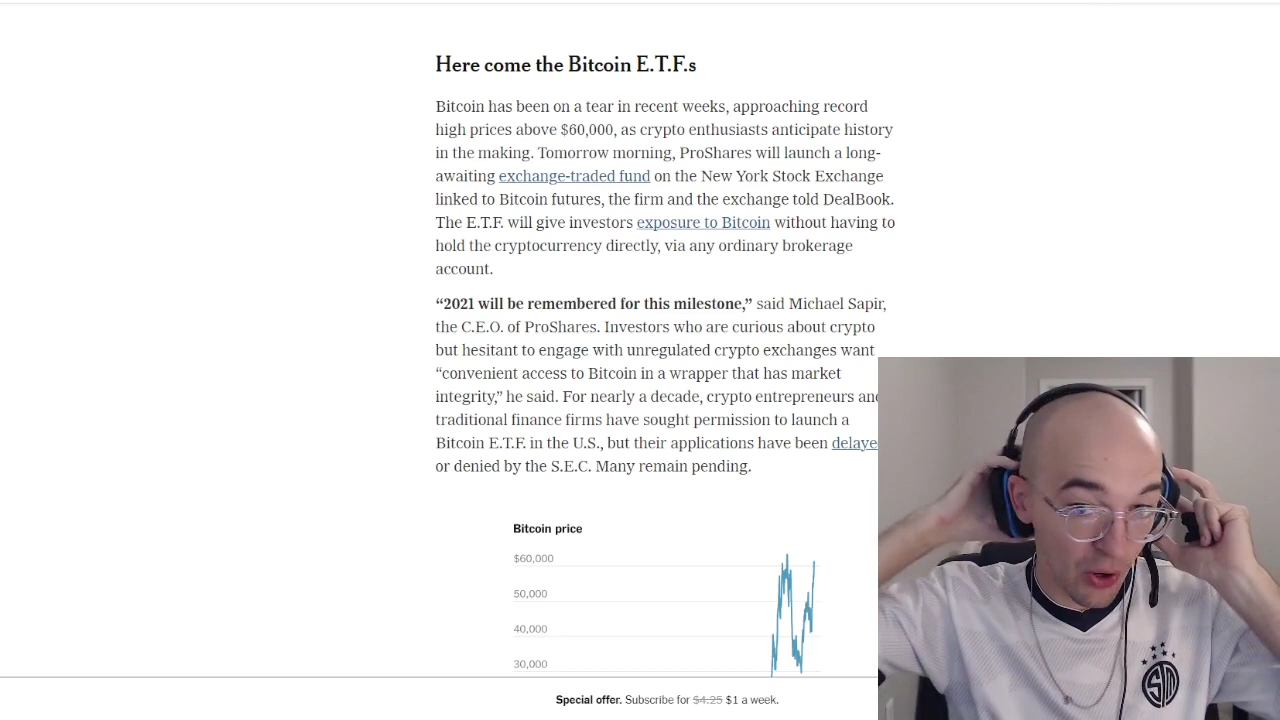 Here come the Bitcoin E.T.F.s
Bitcoin has been on a tear in recent weeks, approaching record
high prices above $60,000, as crypto enthusiasts anticipate history
in the making. Tomorrow morning, ProShares will launch a long-
awaiting exchange-traded fund on the New York Stock Exchange
linked to Bitcoin futures, the firm and the exchange told DealBook.
The E.T.F. will give investors exposure to Bitcoin without having to
hold the cryptocurrency directly, via any ordinary brokerage
account.
“2021 will be remembered for this milestone,” said Michael Sapir,
the C.E.O. of ProShares. Investors who are curious about crypto
but hesitant to engage with unregulated crypto exchanges want
“convenient access to Bitcoin in a wrapper that has market
integrity,” he said. For nearly a decade, crypto entrepreneurs and
traditional finance firms have sought permission to launch a
Bitcoin E.T.F. in the U.S., but their applications have been delaye
or denied by the S.E.C. Many remain pending.
Bitcoin price
$60,000
50,000
40,000
30,000
Special offer. Subscribe for $4.25 $1 a week.
TSM